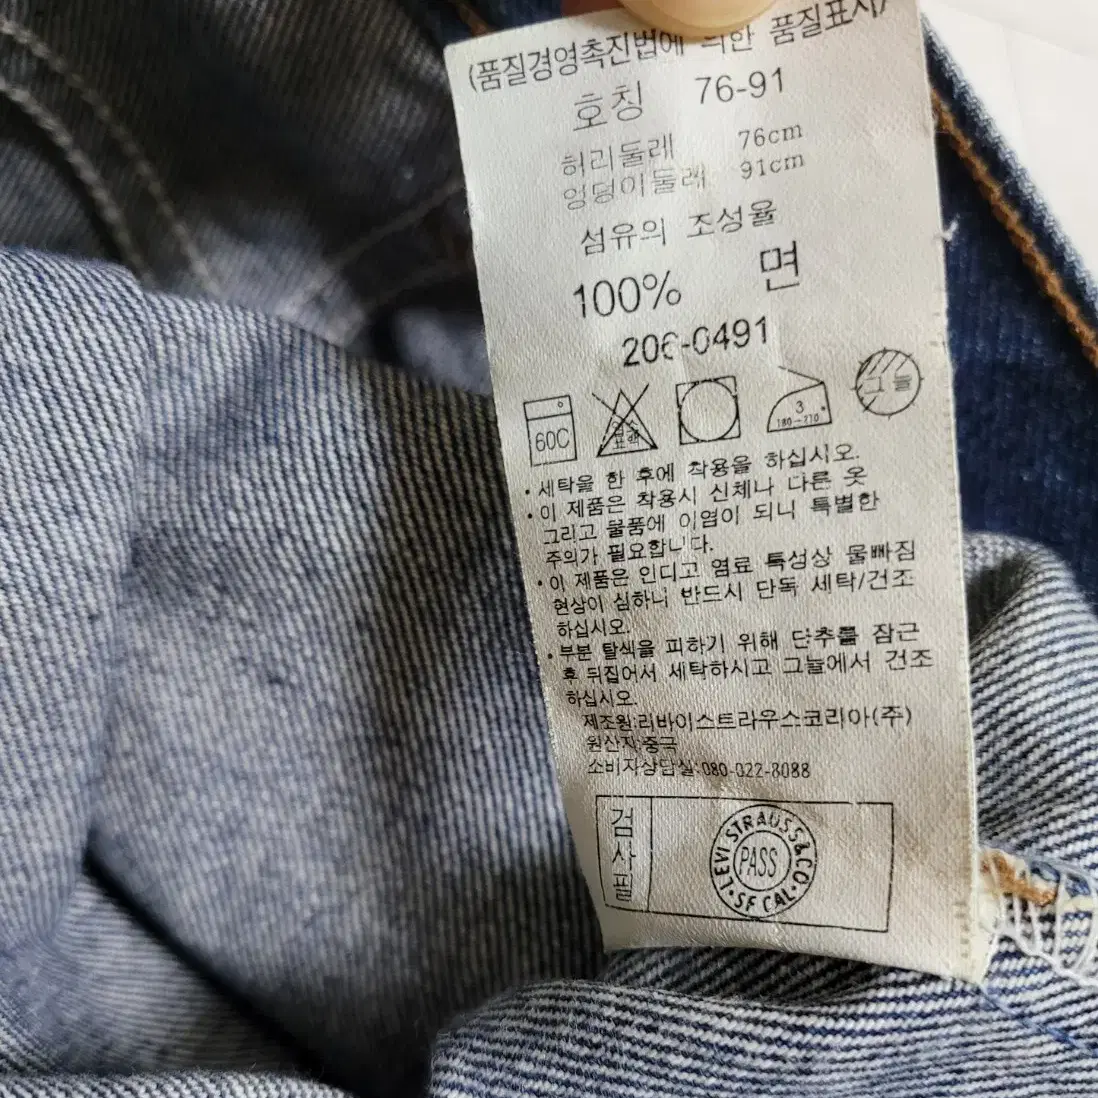 (품질경영촉진법에 의한 품질표시)
호칭 76-91
허리둘레 76cm
엉덩이둘레 91cm
섬유의 조성율
100% 면
206-0491
60C
염소
표백
3
180-210°
그늘
• 세탁을 한 후에 착용을 하십시오.
• 이 제품은 착용시 신체나 다른 옷
그리고 물품에 이염이 되니 특별한
주의가 필요합니다.
• 이 제품은 인디고 염료 특성상 물빠짐
현상이 심하니 반드시 단독 세탁/건조
하십시오.
• 부분 탈색을 피하기 위해 단추를 잠근
후 뒤집어서 세탁하시고 그늘에서 건조
하십시오.
제조원:리바이스트라우스코리아(주)
원산지:중국
소비자상담실:080-022-8088
검사필
LEVI STRAUSS & CO.
PASS
SF CAL